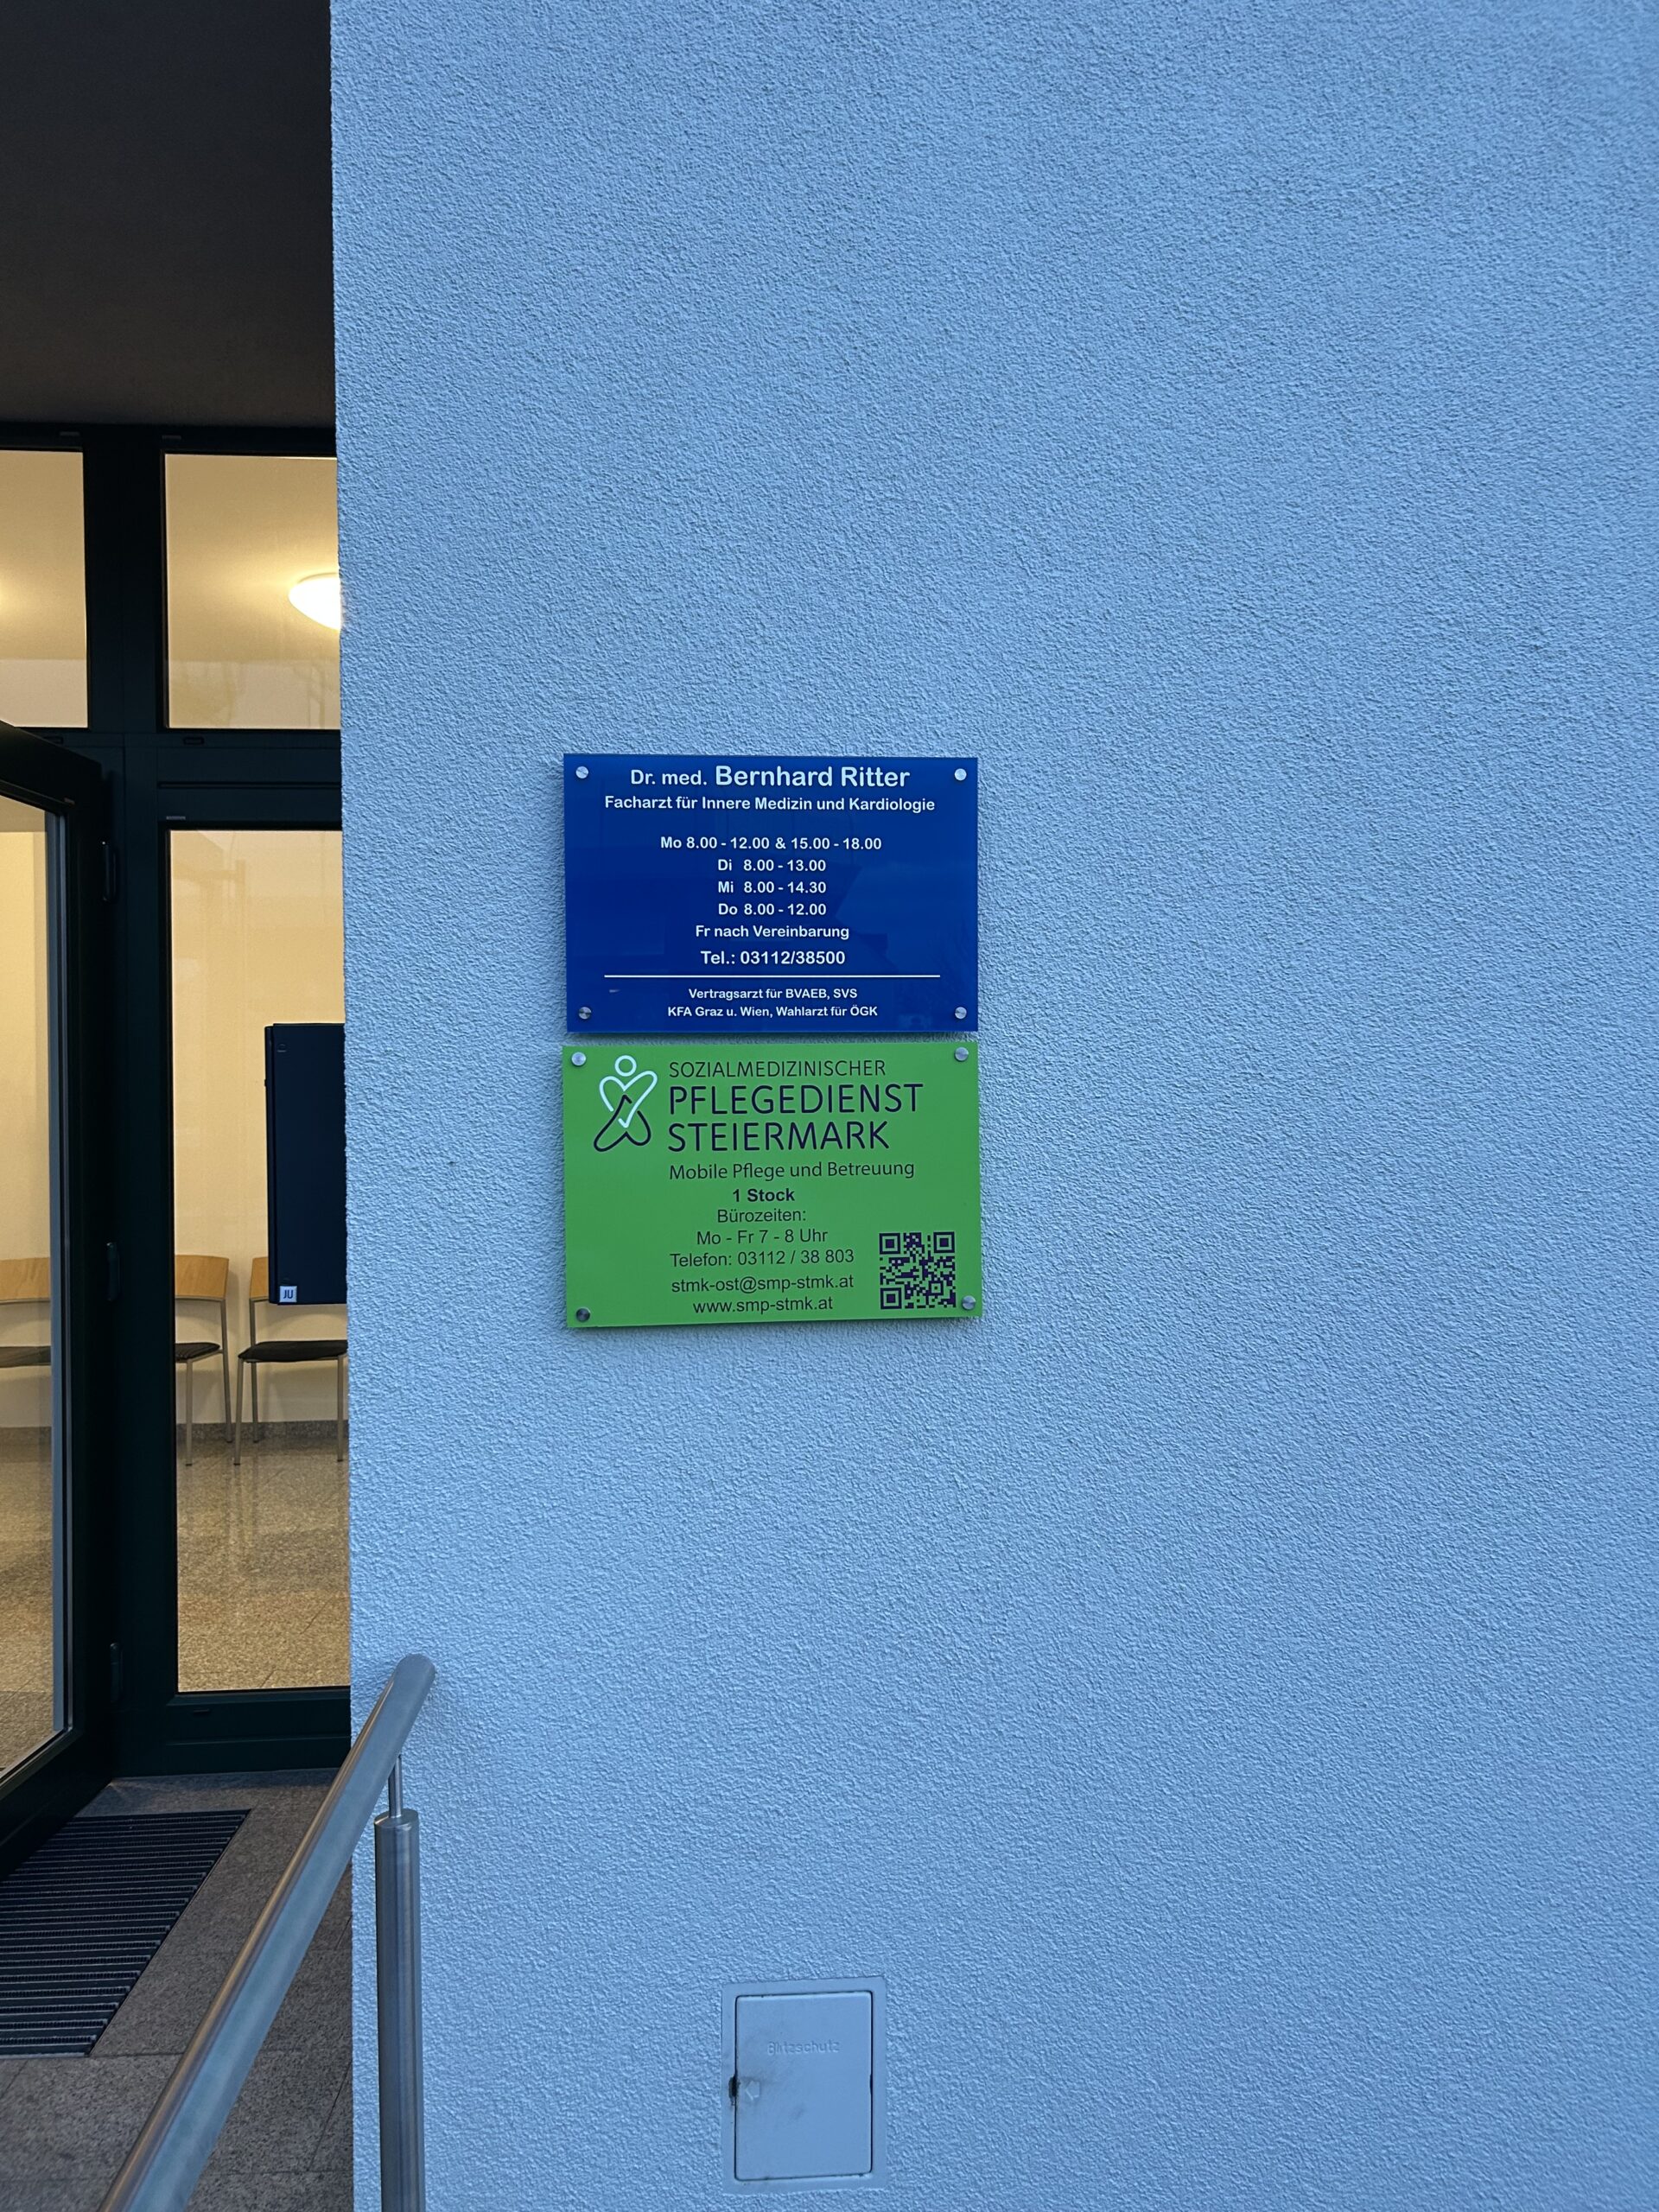 Dr. med. Bernhard Ritter
Facharzt für Innere Medizin und Kardiologie
Mo 8.00 - 12.00 & 15.00 - 18.00
Di 8.00 - 13.00
Mi 8.00 - 14.30
Do 8.00 - 12.00
Fr nach Vereinbarung
Tel.: 03112/38500
Vertragsarzt für BVAEB, SVS
KFA Graz u. Wien, Wahlarzt für ÖGK
SOZIALMEDIZINISCHER
PFLEGEDIENST
STEIERMARK
Mobile Pflege und Betreuung
1 Stock
Bürozeiten:
Mo - Fr 7 - 8 Uhr
Telefon: 03112 / 38 803
stmk-ost@smp-stmk.at
www.smp-stmk.at
JU
Blitzschutz